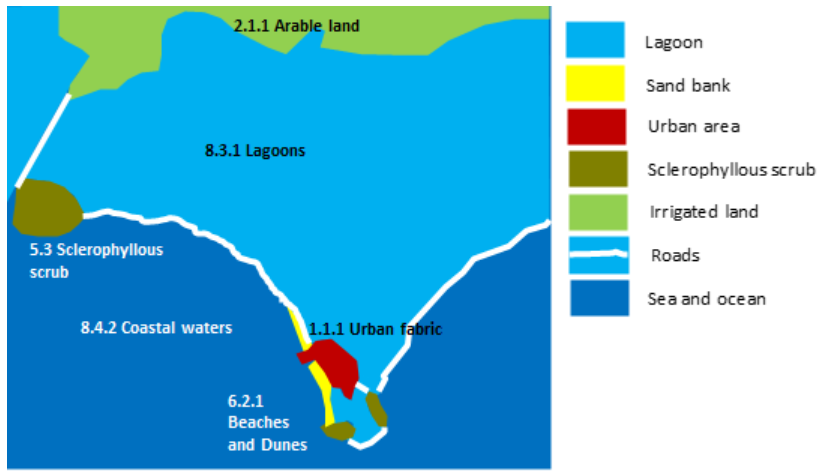 2.1.1 Arable land
8.3.1 Lagoons
5.3 Sclerophyllous
scrub
8.4.2 Coastal waters
1.1.1 Urban fabric
6.2.1
Beaches
and Dunes
Lagoon
Sand bank
Urban area
Sclerophyllous scrub
Irrigated land
Roads
Sea and ocean